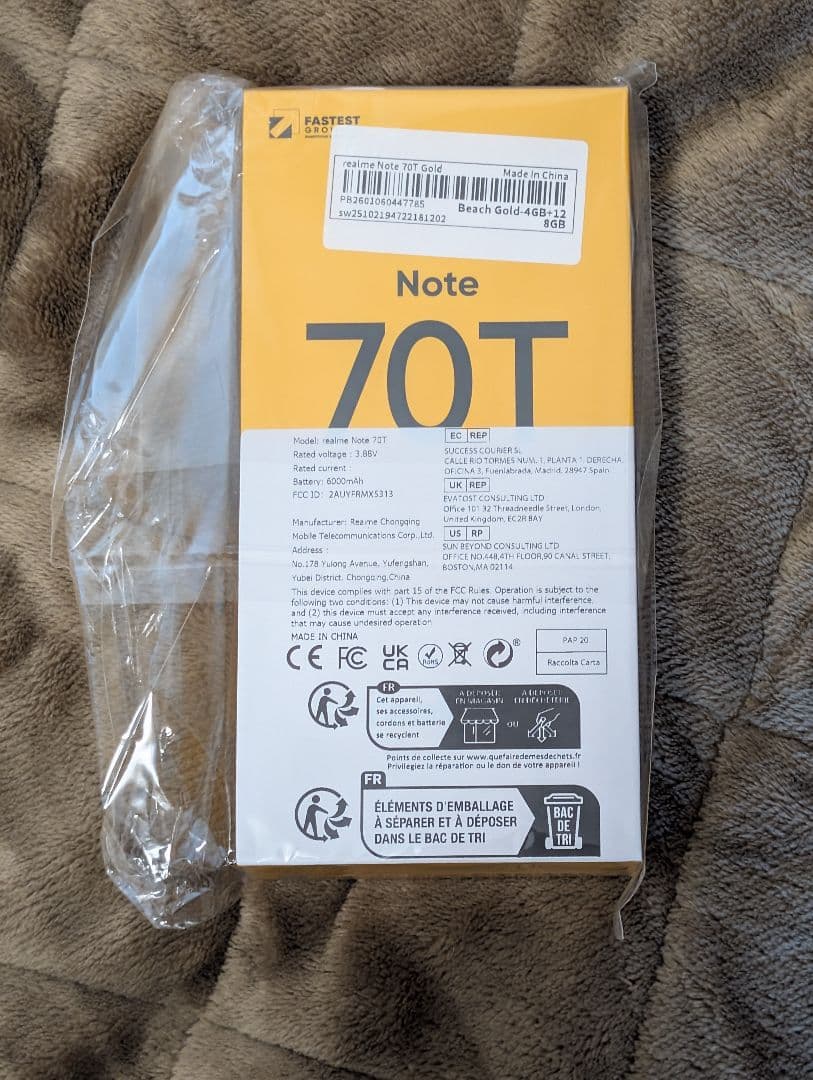 FASTEST
realme Note 70T Gold
Made In China
PB2601060447785
Beach Gold-4GB+12
8GB
sw25102194722181202
Note
70T
Model: realme Note 70T
Rated voltage : 3.88V
Rated current :
Battery: 6000mAh
FCC ID: 2AUYFRMX5313
Manufacturer: Realme Chongqing
Mobile Telecommunications Corp.,Ltd.
Address :
No.178 Yulong Avenue, Yufengshan,
Yubei District, Chongqing,China
EC REP
SUCCESS COURIER SL
CALLE RIO TORMES NUM. 1, PLANTA 1, DERECHA,
OFICINA 3, Fuenlabrada, Madrid, 28947 Spain
UK REP
EVATOST CONSULTING LTD
Office 101 32 Threadneedle Street, London,
United Kingdom, EC2R 8AY
US RP
SUN BEYOND CONSULTING LTD
OFFICE NO.448,4TH FLOOR,90 CANAL STREET,
BOSTON,MA 02114
This device complies with part 15 of the FCC Rules. Operation is subject to the
following two conditions: (1) This device may not cause harmful interference,
and (2) this device must accept any interference received, including interference
that may cause undesired operation
MADE IN CHINA
CE FC UK
CA
RoHS
®
PAP 20
Raccolta Carta
FR
Cet appareil,
ses accessoires,
cordons et batterie
se recyclent
À DÉPOSER
EN MAGASIN
OU
À DÉPOSER
EN DÉCHÈTERIE
Points de collecte sur www.quefairedemesdechets.fr
Privilégiez la réparation ou le don de votre appareil !
FR
ÉLÉMENTS D'EMBALLAGE
À SÉPARER ET À DÉPOSER
DANS LE BAC DE TRI
BAC
DE
TRI